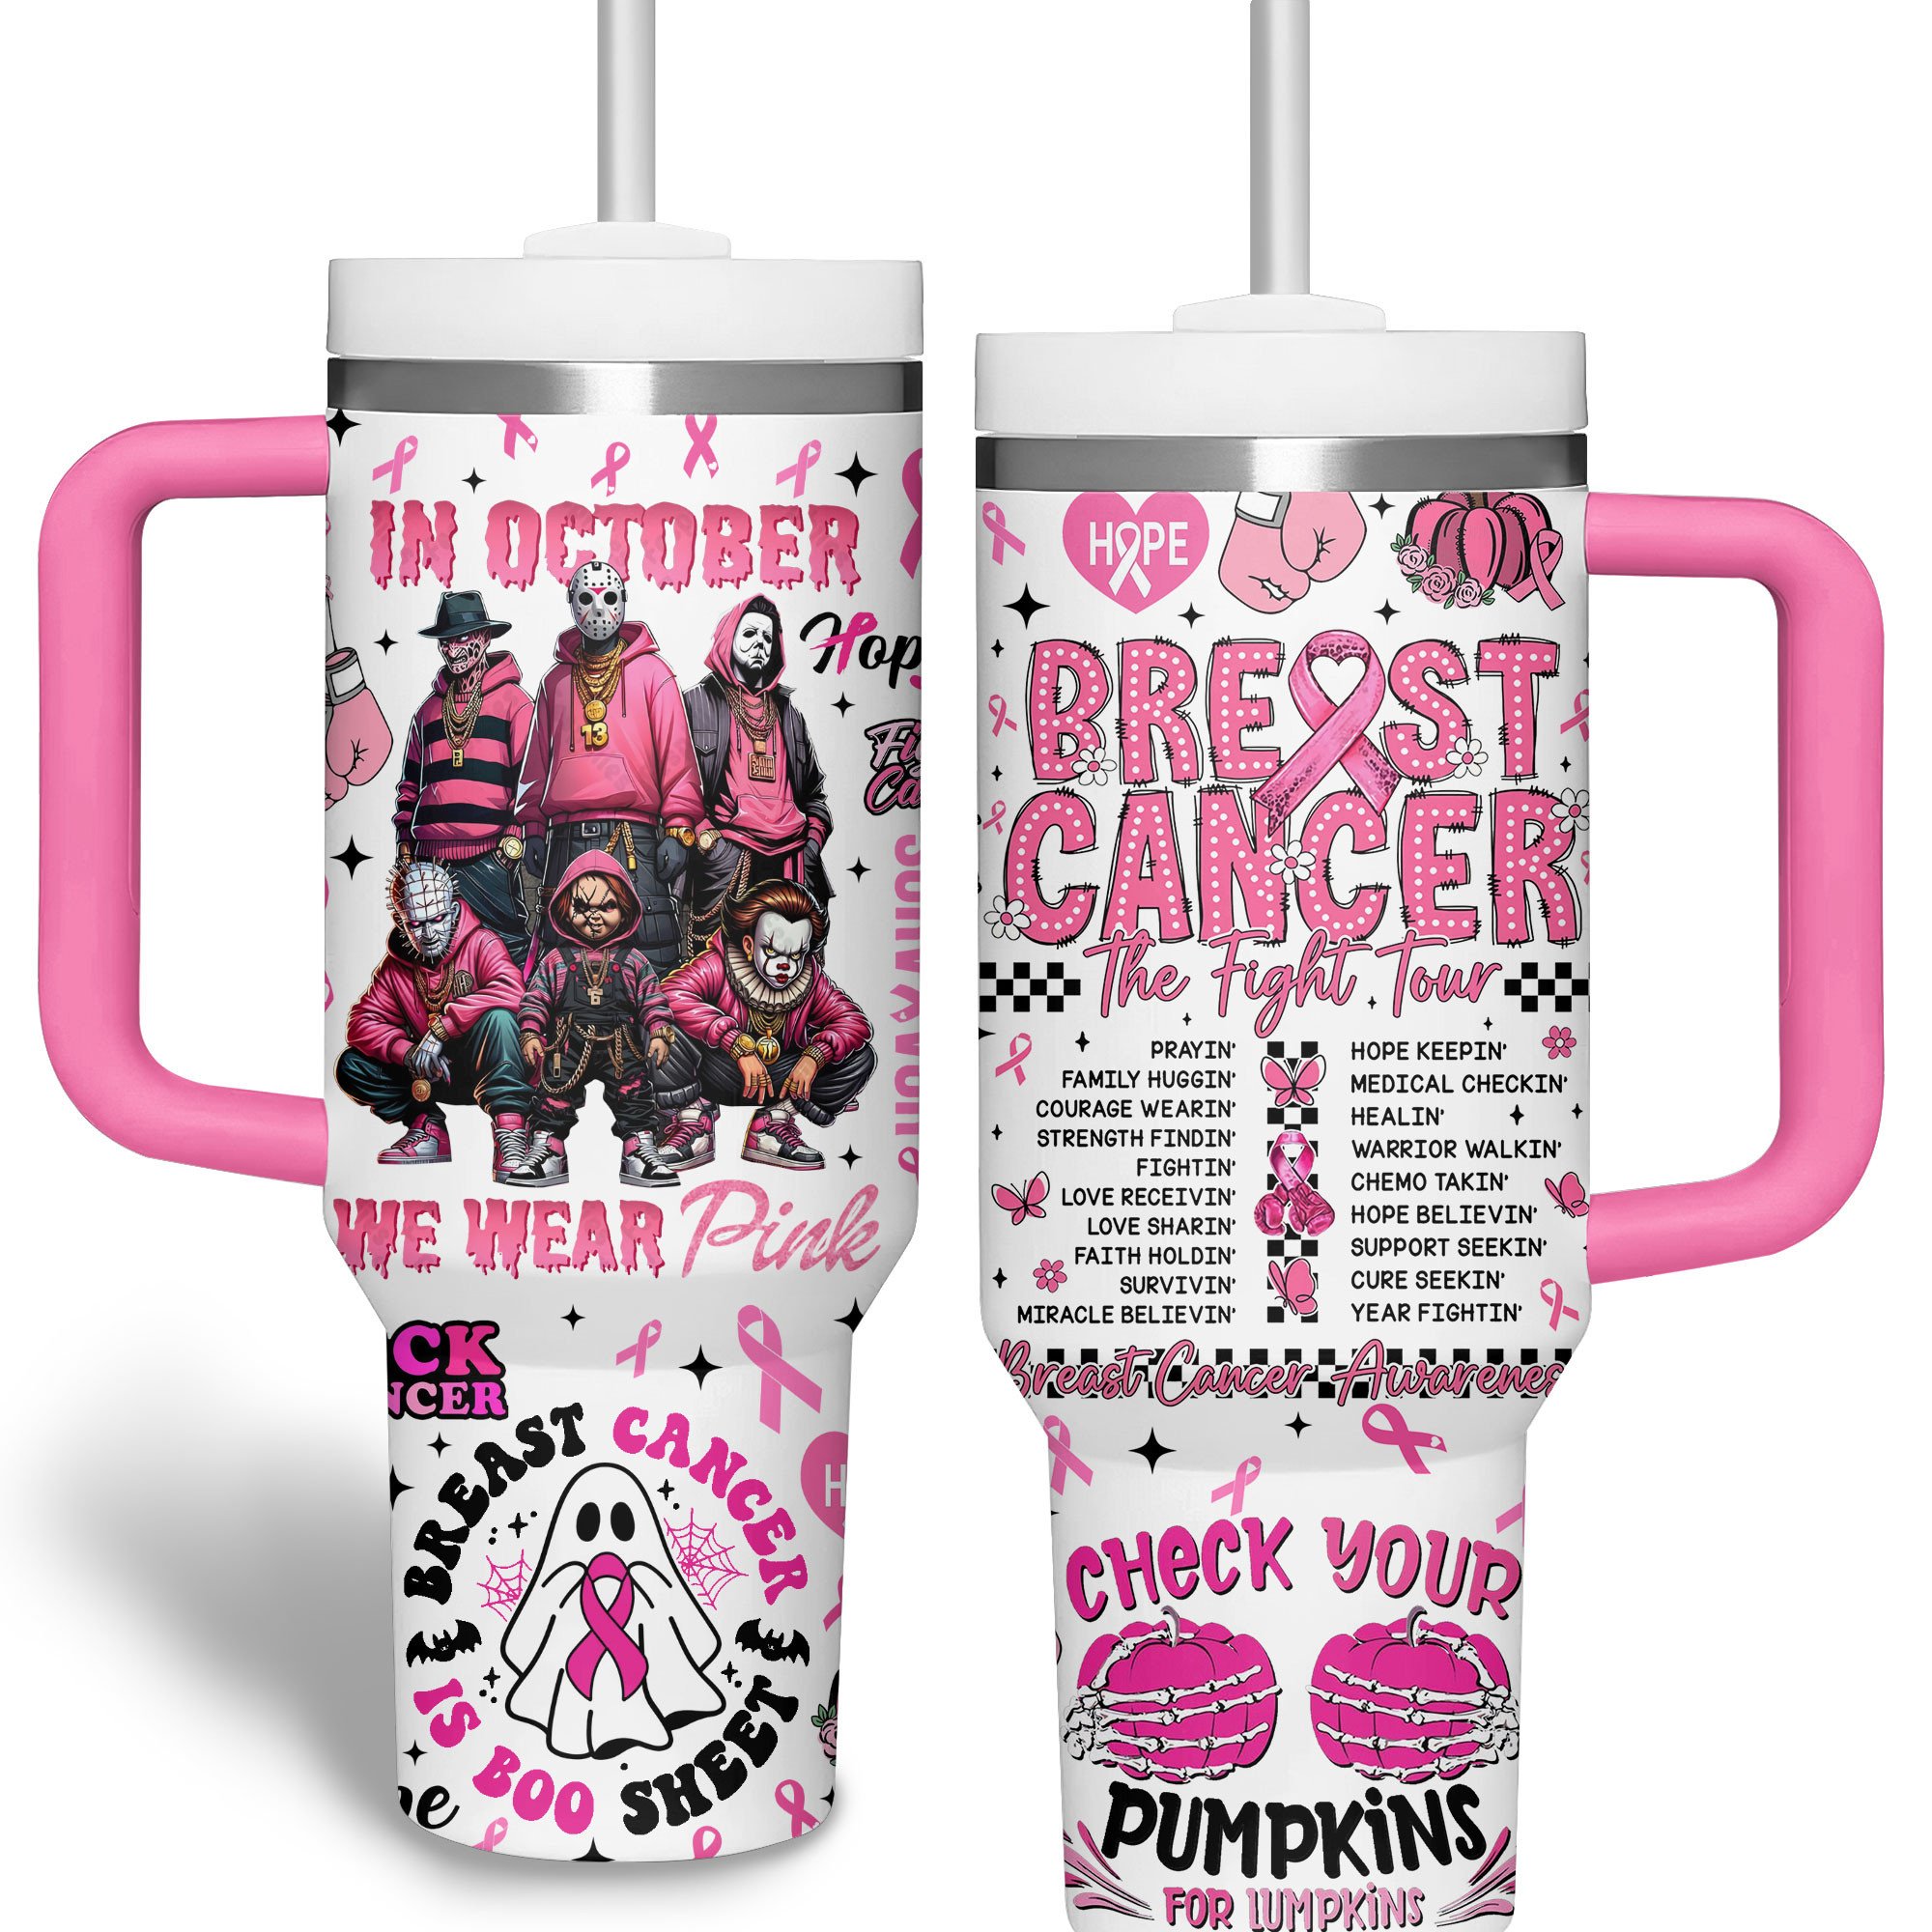 IN OCTOBER
13
WE WEAR Pink
CK
NCER
BREAST CANCER
IS BOO SHEET
HOPE
BREAST
CANCER
The Fight Tour
PRAYIN'
FAMILY HUGGIN'
COURAGE WEARIN'
STRENGTH FINDIN'
FIGHTIN'
LOVE RECEIVIN'
LOVE SHARIN'
FAITH HOLDIN'
SURVIVIN'
MIRACLE BELIEVIN'
HOPE KEEPIN'
MEDICAL CHECKIN'
HEALIN'
WARRIOR WALKIN'
CHEMO TAKIN'
HOPE BELIEVIN'
SUPPORT SEEKIN'
CURE SEEKIN'
YEAR FIGHTIN'
Breast Cancer Awarenes
CHECK YOUR
PUMPKINS
FOR LUMPKINS